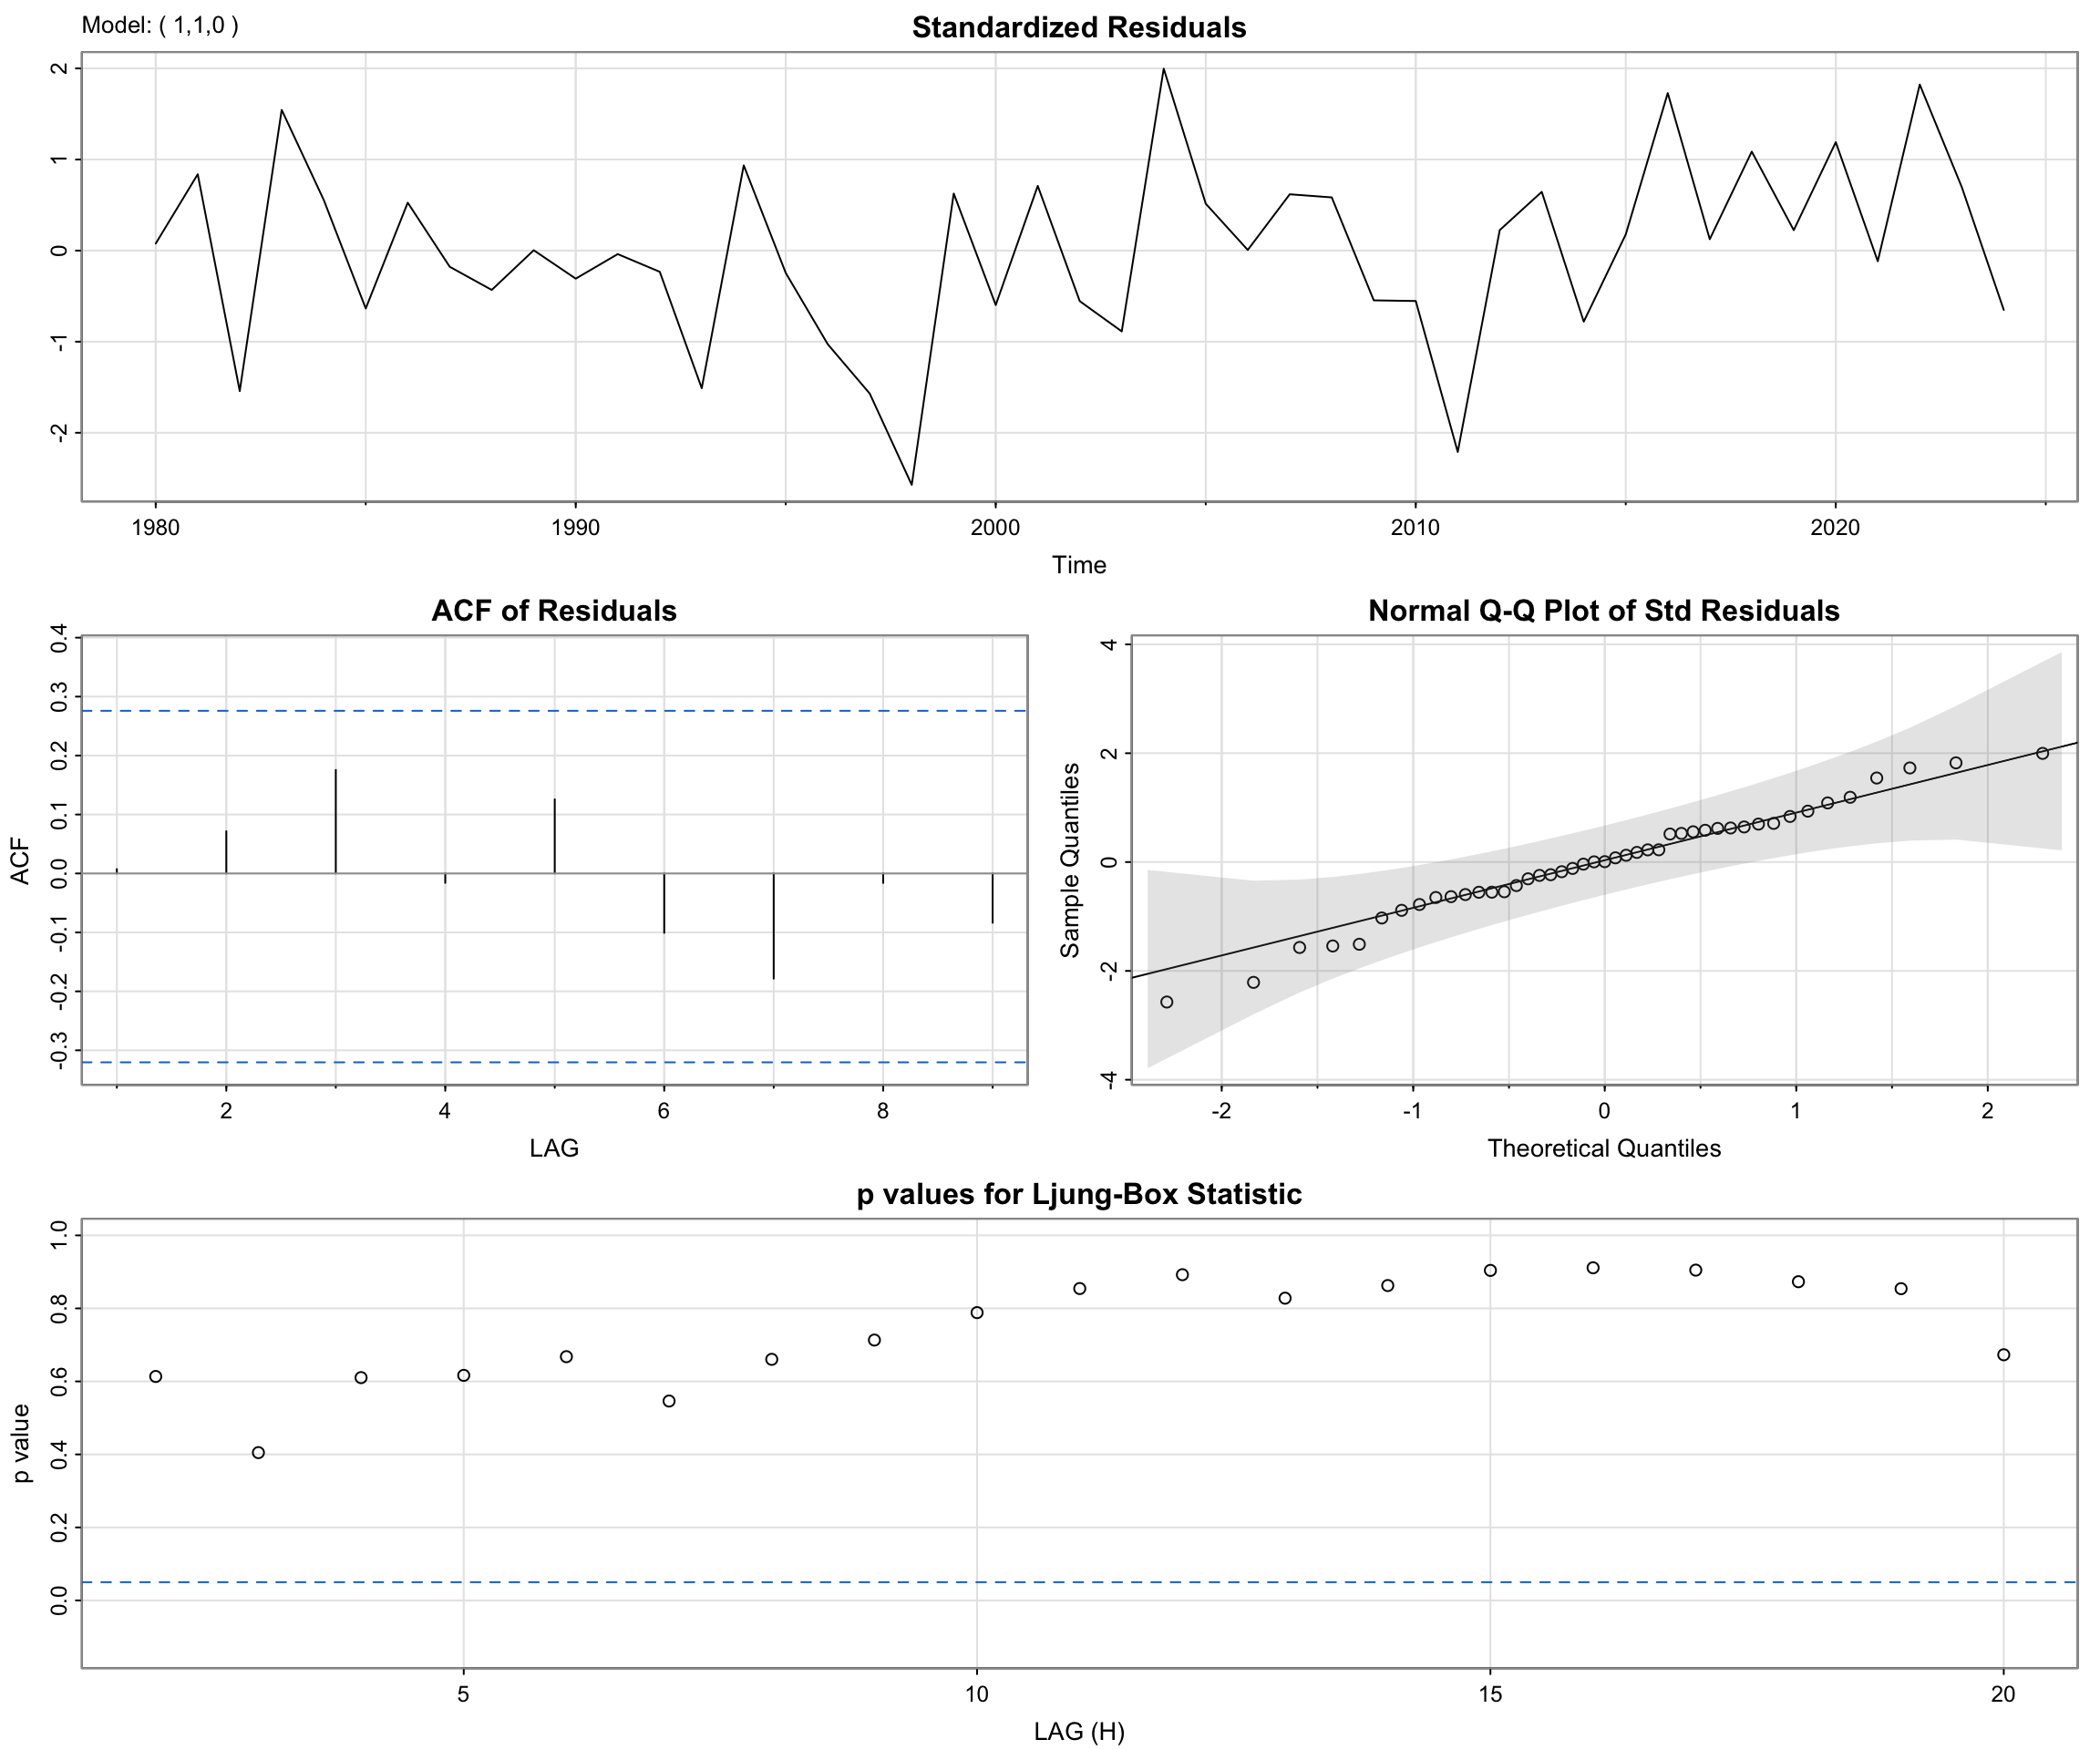 Model: ( 1,1,0 )
Standardized Residuals
2
1
0
-1
-2
1980 1990 2000 2010 2020
Time
ACF of Residuals
0.4
0.3
0.2
0.1
0.0
-0.1
-0.2
-0.3
ACF
2 4 6 8
LAG
Normal Q-Q Plot of Std Residuals
4
2
0
-2
-4
Sample Quantiles
-2 -1 0 1 2
Theoretical Quantiles
p values for Ljung-Box Statistic
1.0
0.8
0.6
0.4
0.2
0.0
p value
5 10 15 20
LAG (H)